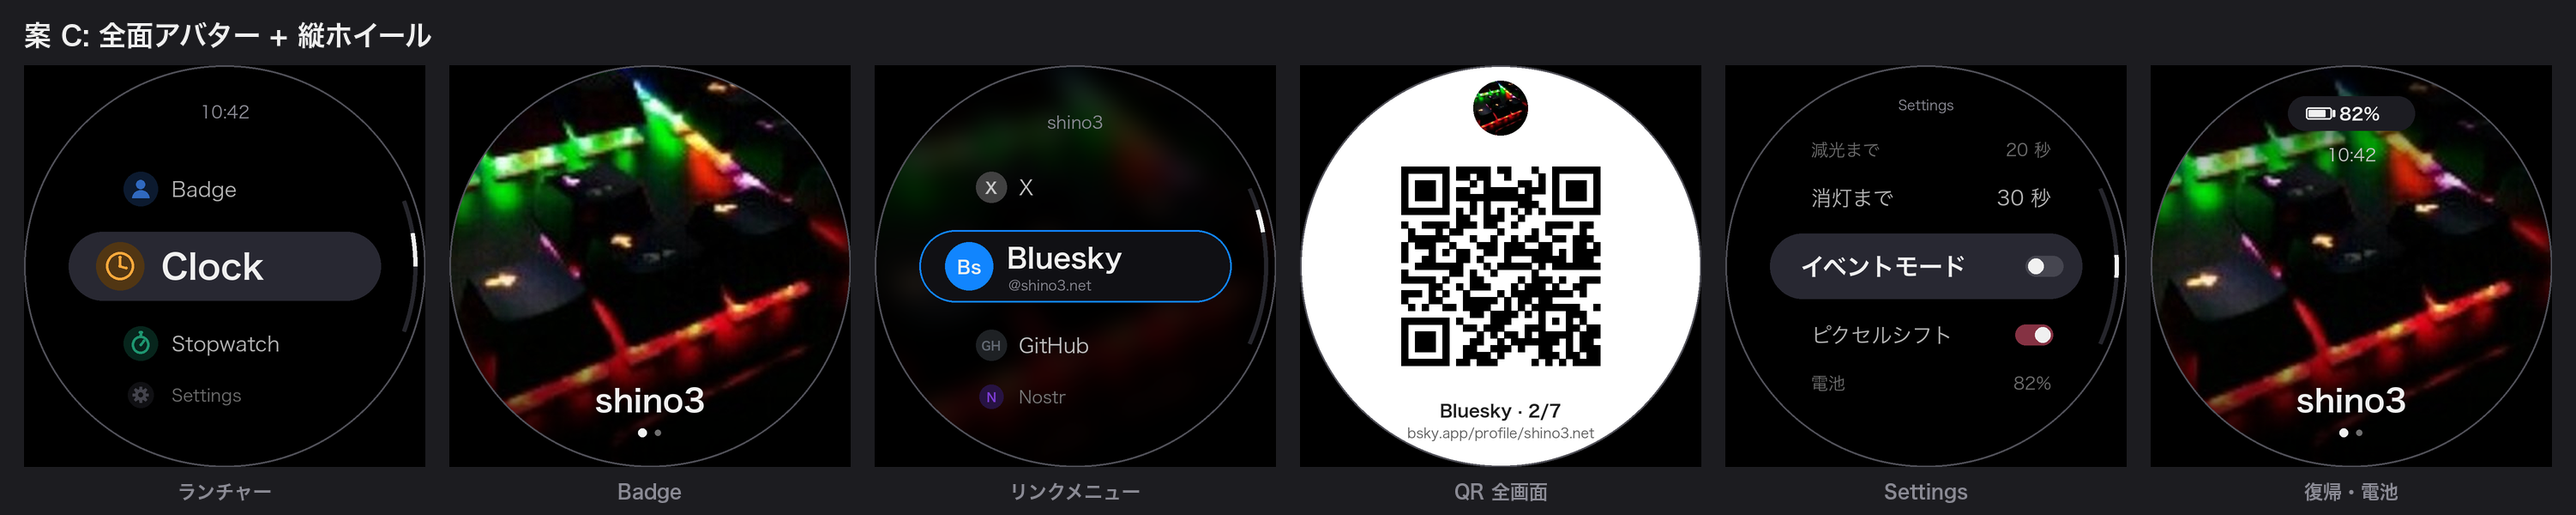 案 C: 全面アバター + 縦ホイール
10:42
Badge
Clock
Stopwatch
Settings
ランチャー
shino3
Badge
shino3
X X
Bs Bluesky
@shino3.net
GH GitHub
N Nostr
リンクメニュー
Bluesky · 2/7
bsky.app/profile/shino3.net
QR 全画面
Settings
減光まで 20 秒
消灯まで 30 秒
イベントモード
ピクセルシフト
電池 82%
Settings
82%
10:42
shino3
復帰・電池